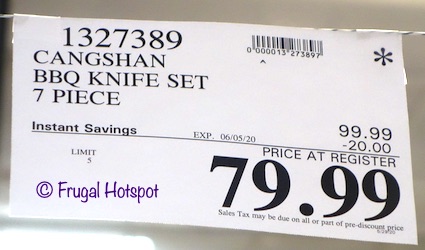 1327389
CANGSHAN
BBQ KNIFE SET
7 PIECE
0000013273897
*
Instant Savings EXP. 06/05/20 99.99
-20.00
LIMIT
5
PRICE AT REGISTER
79.99
Sales Tax may be due on all or part of pre-discount price
© Frugal Hotspot